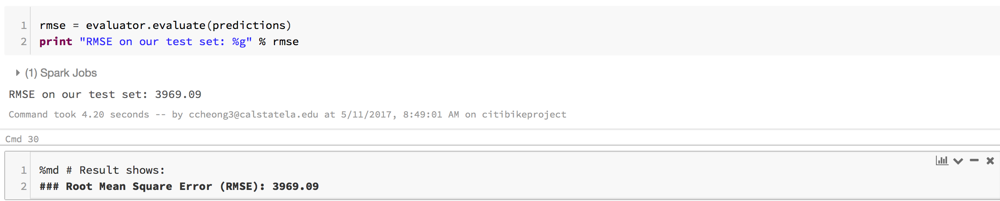 1 rmse = evaluator.evaluate(predictions)
2 print "RMSE on our test set: %g" % rmse
(1) Spark Jobs
RMSE on our test set: 3969.09
Command took 4.20 seconds -- by ccheong3@calstatela.edu at 5/11/2017, 8:49:01 AM on citibikeproject
Cmd 30
1 %md # Result shows:
2 ### Root Mean Square Error (RMSE): 3969.09